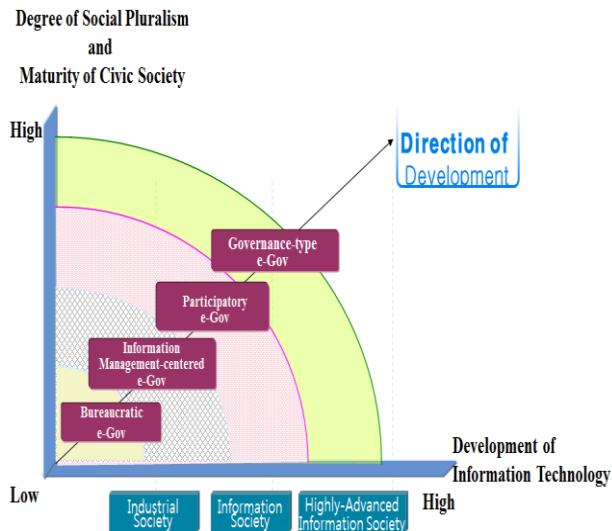 Degree of Social Pluralism
and
Maturity of Civic Society
High
Direction of
Development
Governance-type
e-Gov
Participatory
e-Gov
Information
Management-centered
e-Gov
Bureaucratic
e-Gov
Development of
Information Technology
Low
High
Industrial
Society
Information
Society
Highly-Advanced
Information Society